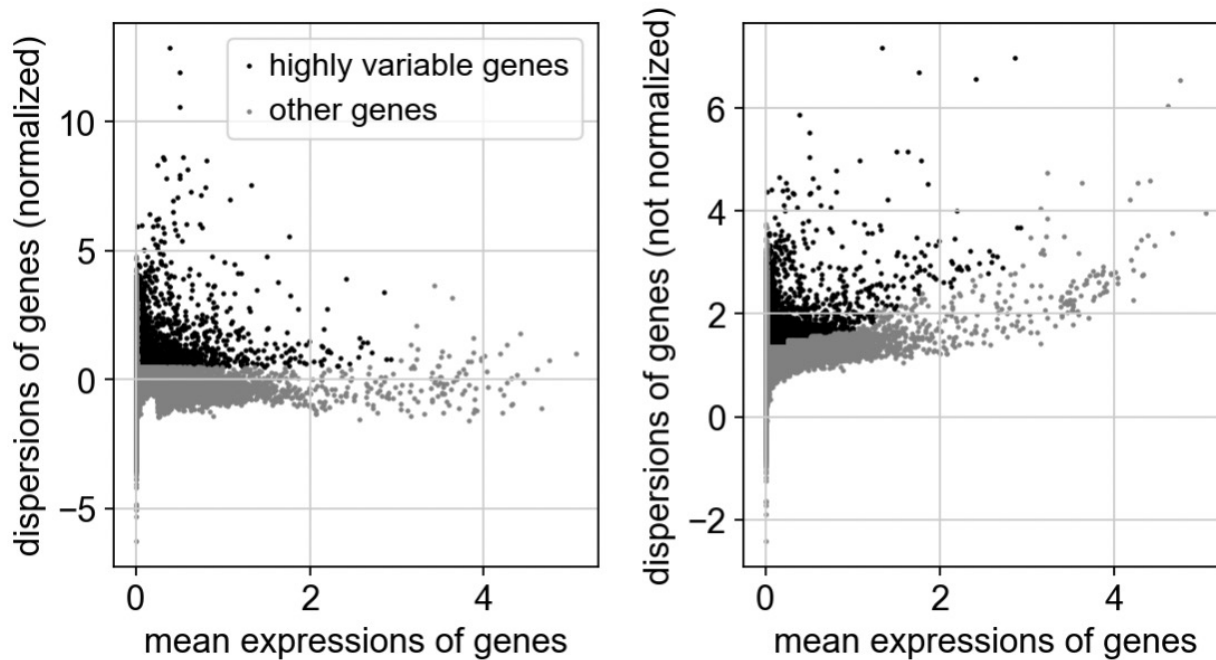 dispersions of genes (normalized)
10
5
0
−5
highly variable genes
other genes
0
2
4
mean expressions of genes
dispersions of genes (not normalized)
6
4
2
0
−2
0
2
4
mean expressions of genes